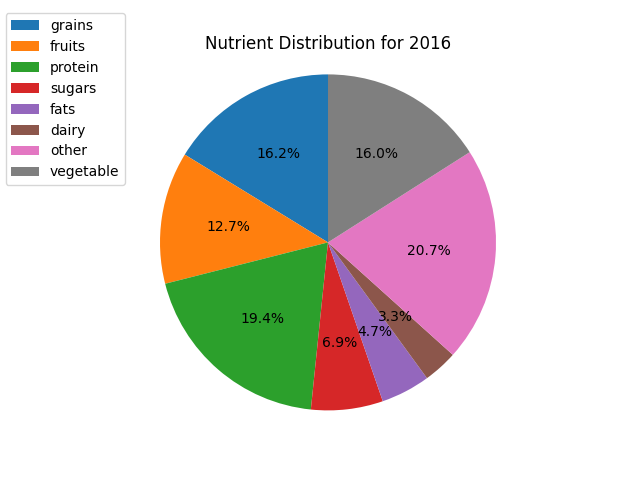 Nutrient Distribution for 2016
grains
fruits
protein
sugars
fats
dairy
other
vegetable
16.2%
16.0%
12.7%
20.7%
19.4%
3.3%
4.7%
6.9%